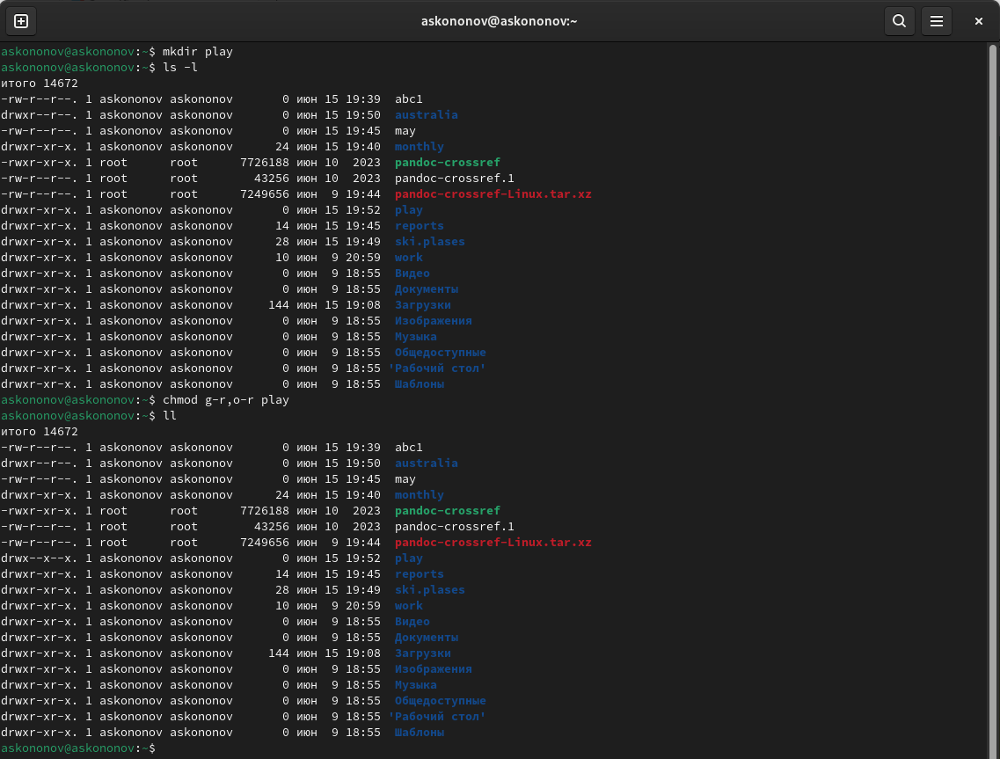 askononov@askononov:~
askononov@askononov:~$ mkdir play
askononov@askononov:~$ ls -l
итого 14672
-rw-r--r--. 1 askononov askononov       0 июн 15 19:39  abc1
drwxr--r--. 1 askononov askononov       0 июн 15 19:50  australia
-rw-r--r--. 1 askononov askononov       0 июн 15 19:45  may
drwxr-xr-x. 1 askononov askononov      24 июн 15 19:40  monthly
-rwxr-xr-x. 1 root      root      7726188 июн 10  2023  pandoc-crossref
-rw-r--r--. 1 root      root        43256 июн 10  2023  pandoc-crossref.1
-rw-r--r--. 1 root      root      7249656 июн  9 19:44  pandoc-crossref-Linux.tar.xz
drwxr-xr-x. 1 askononov askononov       0 июн 15 19:52  play
drwxr-xr-x. 1 askononov askononov      14 июн 15 19:45  reports
drwxr-xr-x. 1 askononov askononov      28 июн 15 19:49  ski.plases
drwxr-xr-x. 1 askononov askononov      10 июн  9 20:59  work
drwxr-xr-x. 1 askononov askononov       0 июн  9 18:55  Видео
drwxr-xr-x. 1 askononov askononov       0 июн  9 18:55  Документы
drwxr-xr-x. 1 askononov askononov     144 июн 15 19:08  Загрузки
drwxr-xr-x. 1 askononov askononov       0 июн  9 18:55  Изображения
drwxr-xr-x. 1 askononov askononov       0 июн  9 18:55  Музыка
drwxr-xr-x. 1 askononov askononov       0 июн  9 18:55  Общедоступные
drwxr-xr-x. 1 askononov askononov       0 июн  9 18:55 'Рабочий стол'
drwxr-xr-x. 1 askononov askononov       0 июн  9 18:55  Шаблоны
askononov@askononov:~$ chmod g-r,o-r play
askononov@askononov:~$ ll
итого 14672
-rw-r--r--. 1 askononov askononov       0 июн 15 19:39  abc1
drwxr--r--. 1 askononov askononov       0 июн 15 19:50  australia
-rw-r--r--. 1 askononov askononov       0 июн 15 19:45  may
drwxr-xr-x. 1 askononov askononov      24 июн 15 19:40  monthly
-rwxr-xr-x. 1 root      root      7726188 июн 10  2023  pandoc-crossref
-rw-r--r--. 1 root      root        43256 июн 10  2023  pandoc-crossref.1
-rw-r--r--. 1 root      root      7249656 июн  9 19:44  pandoc-crossref-Linux.tar.xz
drwx--x--x. 1 askononov askononov       0 июн 15 19:52  play
drwxr-xr-x. 1 askononov askononov      14 июн 15 19:45  reports
drwxr-xr-x. 1 askononov askononov      28 июн 15 19:49  ski.plases
drwxr-xr-x. 1 askononov askononov      10 июн  9 20:59  work
drwxr-xr-x. 1 askononov askononov       0 июн  9 18:55  Видео
drwxr-xr-x. 1 askononov askononov       0 июн  9 18:55  Документы
drwxr-xr-x. 1 askononov askononov     144 июн 15 19:08  Загрузки
drwxr-xr-x. 1 askononov askononov       0 июн  9 18:55  Изображения
drwxr-xr-x. 1 askononov askononov       0 июн  9 18:55  Музыка
drwxr-xr-x. 1 askononov askononov       0 июн  9 18:55  Общедоступные
drwxr-xr-x. 1 askononov askononov       0 июн  9 18:55 'Рабочий стол'
drwxr-xr-x. 1 askononov askononov       0 июн  9 18:55  Шаблоны
askononov@askononov:~$